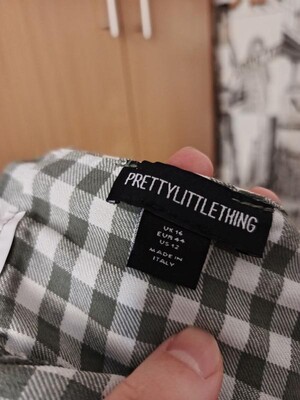 PRETTYLITTLETHING
UK 16
EUR 44
US 12
MADE IN
ITALY